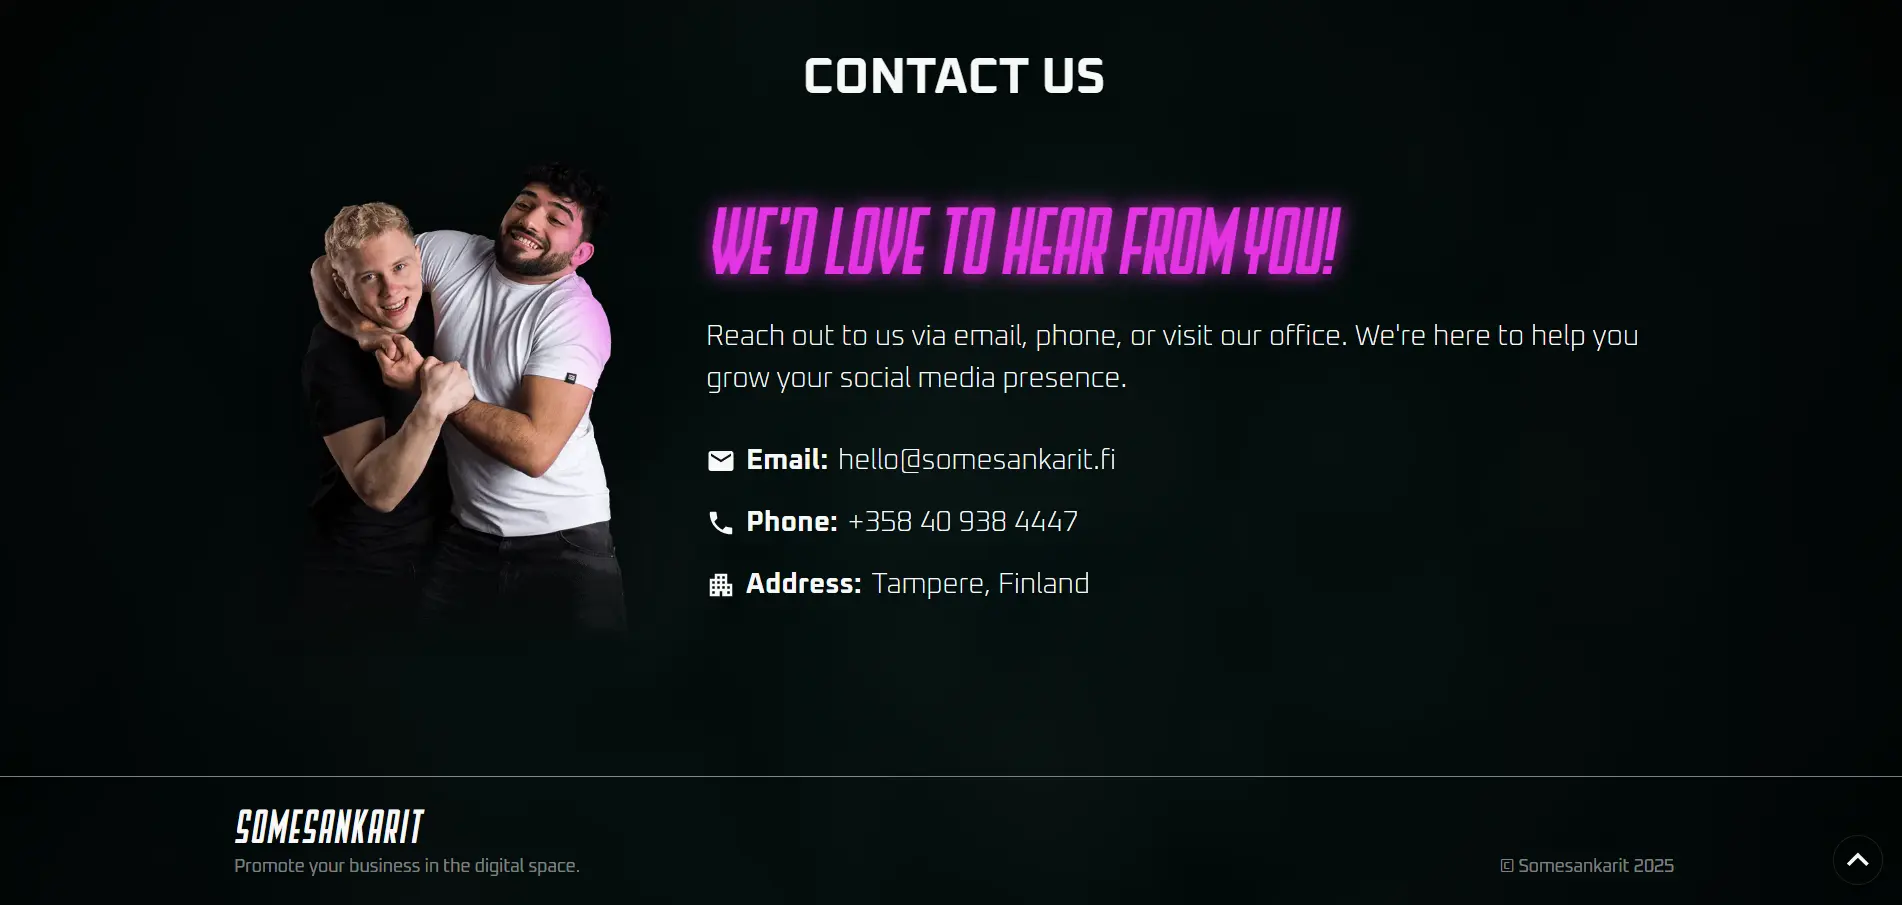 CONTACT US
WE'D LOVE TO HEAR FROM YOU!
Reach out to us via email, phone, or visit our office. We're here to help you
grow your social media presence.
Email: hello@somesankarit.fi
Phone: +358 40 938 4447
Address: Tampere, Finland
SOMESANKARIT
Promote your business in the digital space.
© Somesankarit 2025